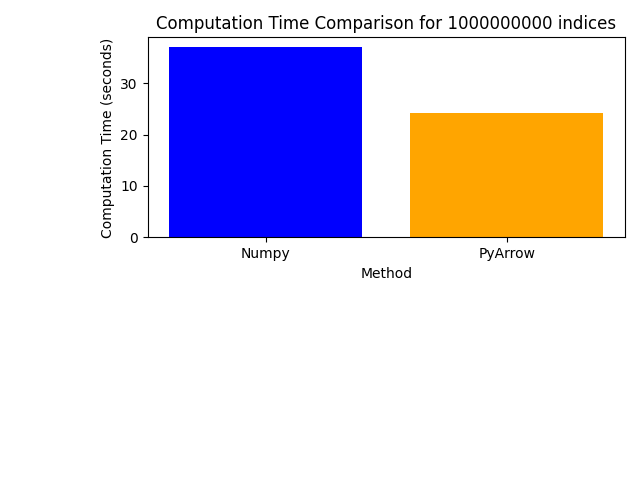 Computation Time Comparison for 1000000000 indices
Computation Time (seconds)
30
20
10
0
Numpy
PyArrow
Method